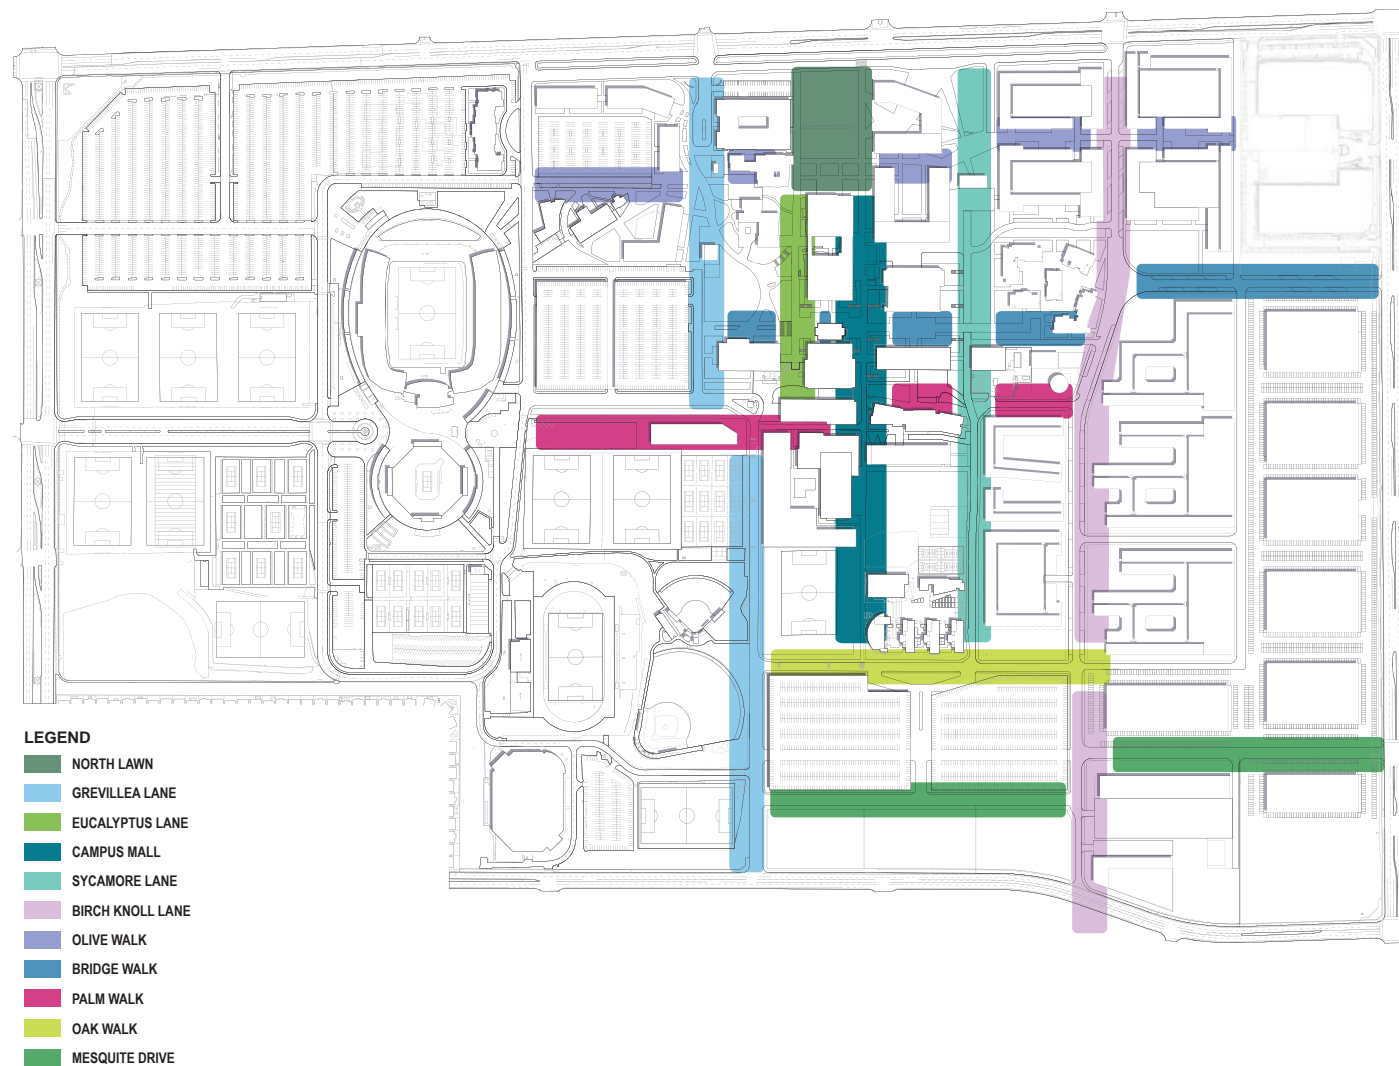 LEGEND
NORTH LAWN
GREVILLEA LANE
EUCALYPTUS LANE
CAMPUS MALL
SYCAMORE LANE
BIRCH KNOLL LANE
OLIVE WALK
BRIDGE WALK
PALM WALK
OAK WALK
MESQUITE DRIVE